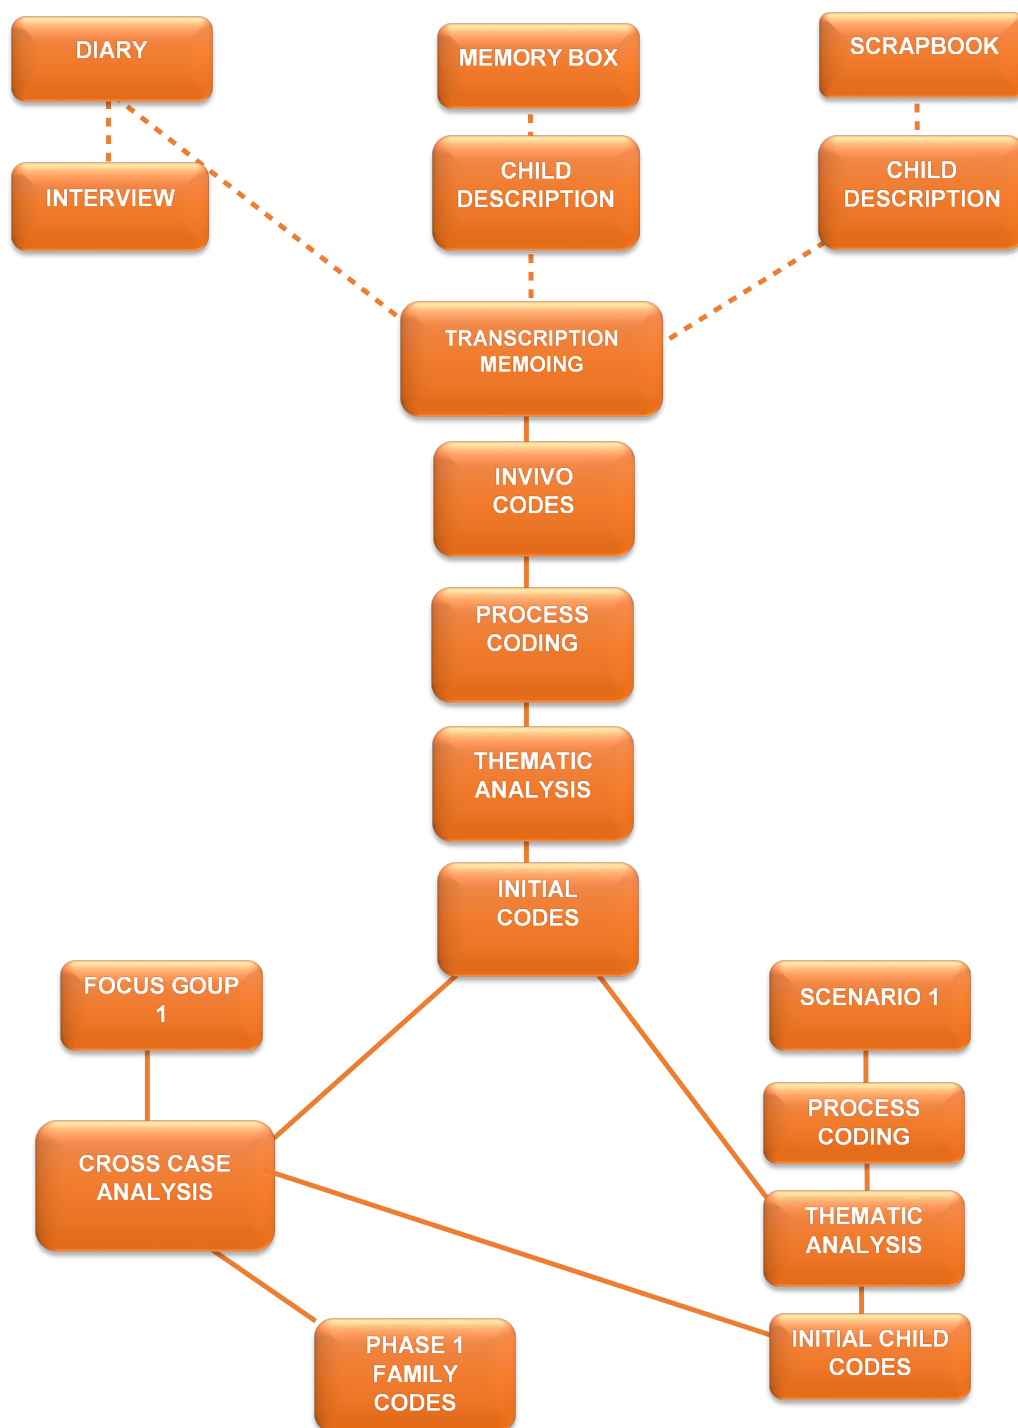 DIARY
MEMORY BOX
SCRAPBOOK
INTERVIEW
CHILD
DESCRIPTION
CHILD
DESCRIPTION
TRANSCRIPTION
MEMOING
INVIVO
CODES
PROCESS
CODING
THEMATIC
ANALYSIS
INITIAL
CODES
FOCUS GOUP
1
SCENARIO 1
PROCESS
CODING
CROSS CASE
ANALYSIS
THEMATIC
ANALYSIS
INITIAL CHILD
CODES
PHASE 1
FAMILY
CODES